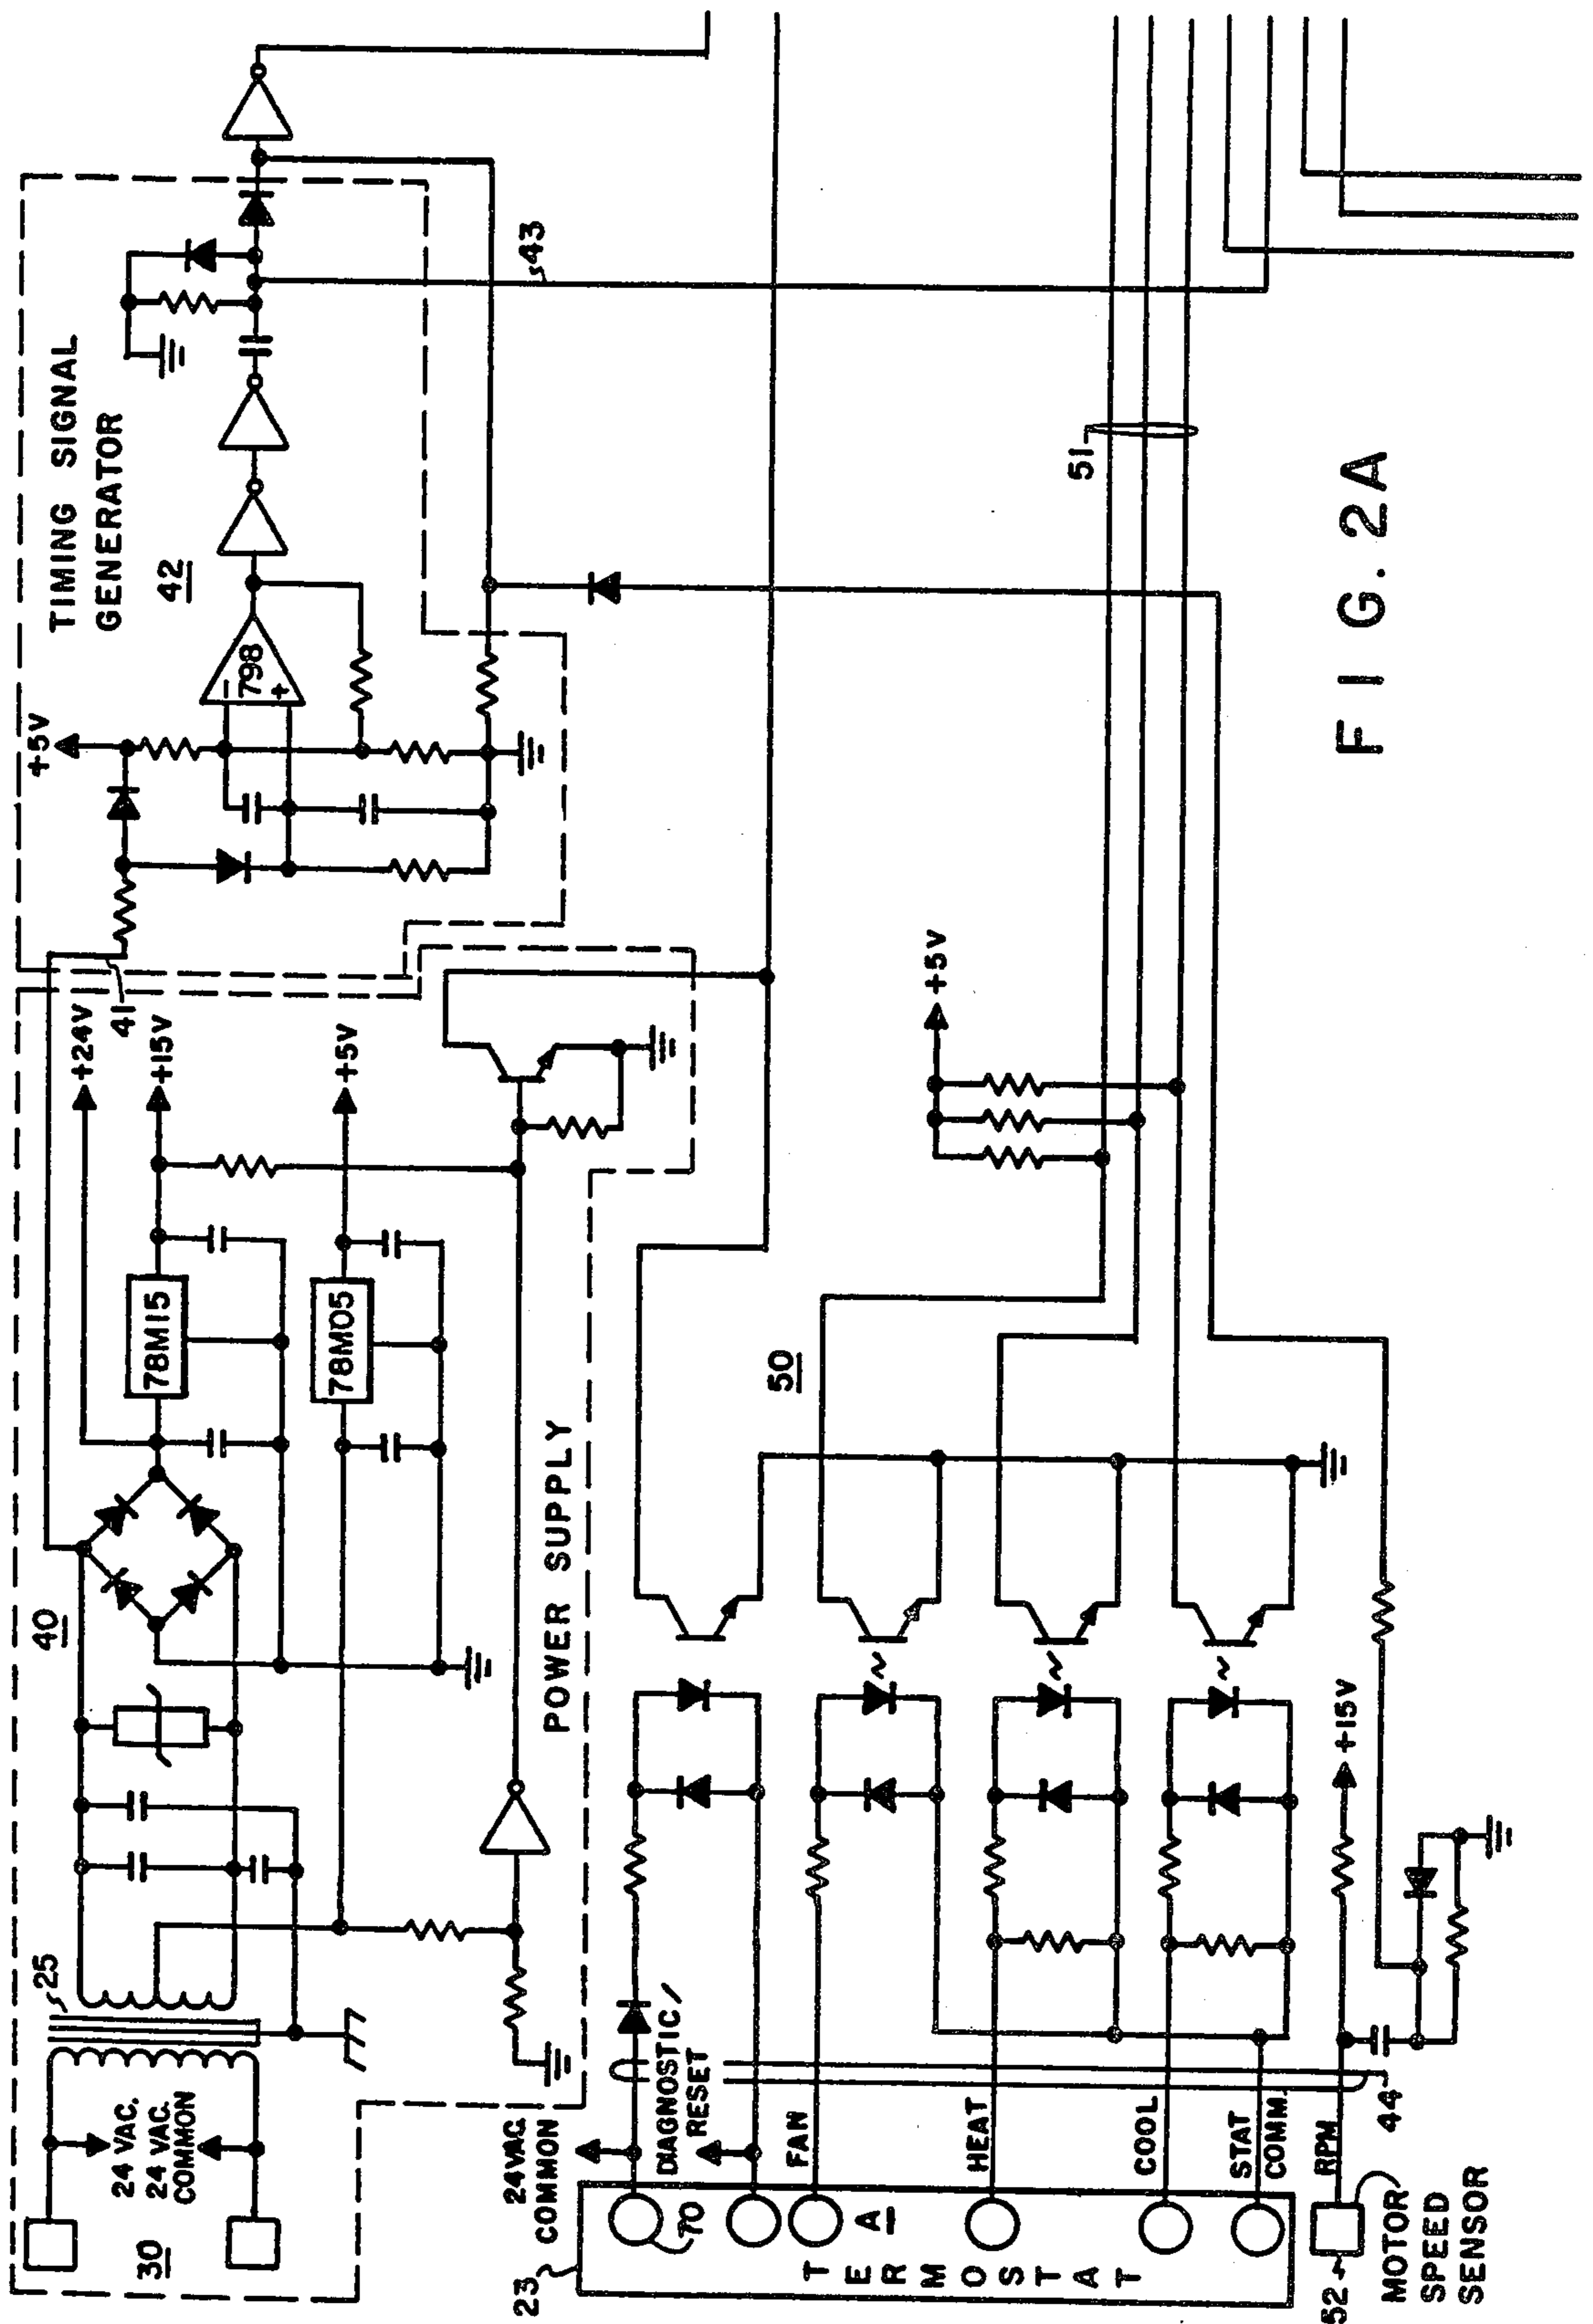 TIMING SIGNAL
GENERATOR
42
+5V
798
-
+
43
41
+24V
+15V
+5V
78M15
78M05
40
25
24 VAC.
24 VAC.
COMMON
30
POWER SUPPLY
51
+5V
50
24VAC.
COMMON
DIAGNOSTIC/
RESET
FAN
HEAT
COOL
STAT
COMM.
RPM
+15V
44
23
70
A
TERMOSTAT
52
MOTOR
SPEED
SENSOR
FIG. 2A